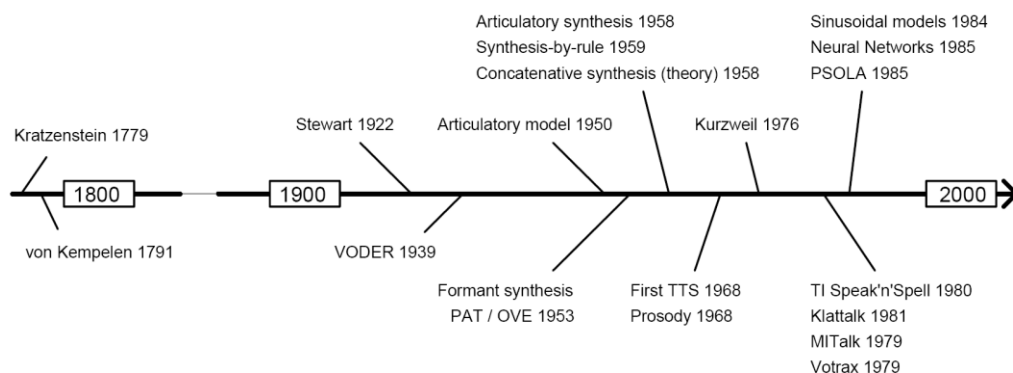 Articulatory synthesis 1958
Synthesis-by-rule 1959
Concatenative synthesis (theory) 1958
Sinusoidal models 1984
Neural Networks 1985
PSOLA 1985
Kratzenstein 1779
Stewart 1922
Articulatory model 1950
Kurzweil 1976
1800
1900
2000
von Kempelen 1791
VODER 1939
Formant synthesis
PAT / OVE 1953
First TTS 1968
Prosody 1968
TI Speak'n'Spell 1980
Klattalk 1981
MITalk 1979
Votrax 1979